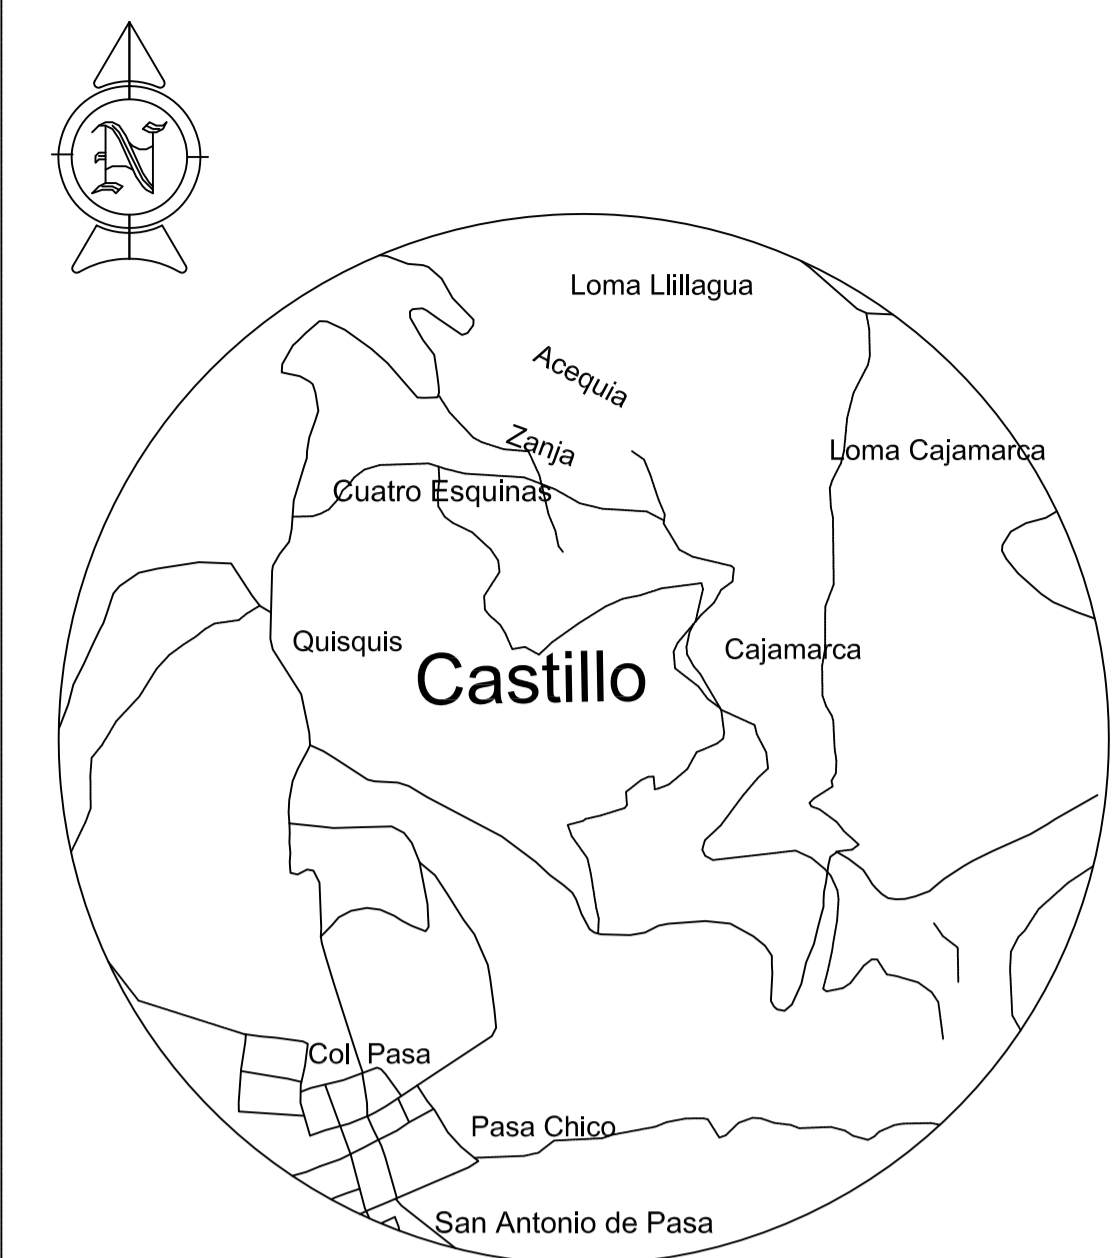 N
Loma Llillagua
Acequia
Zanja
Loma Cajamarca
Cuatro Esquinas
Quisquis
Castillo
Cajamarca
Col Pasa
Pasa Chico
San Antonio de Pasa